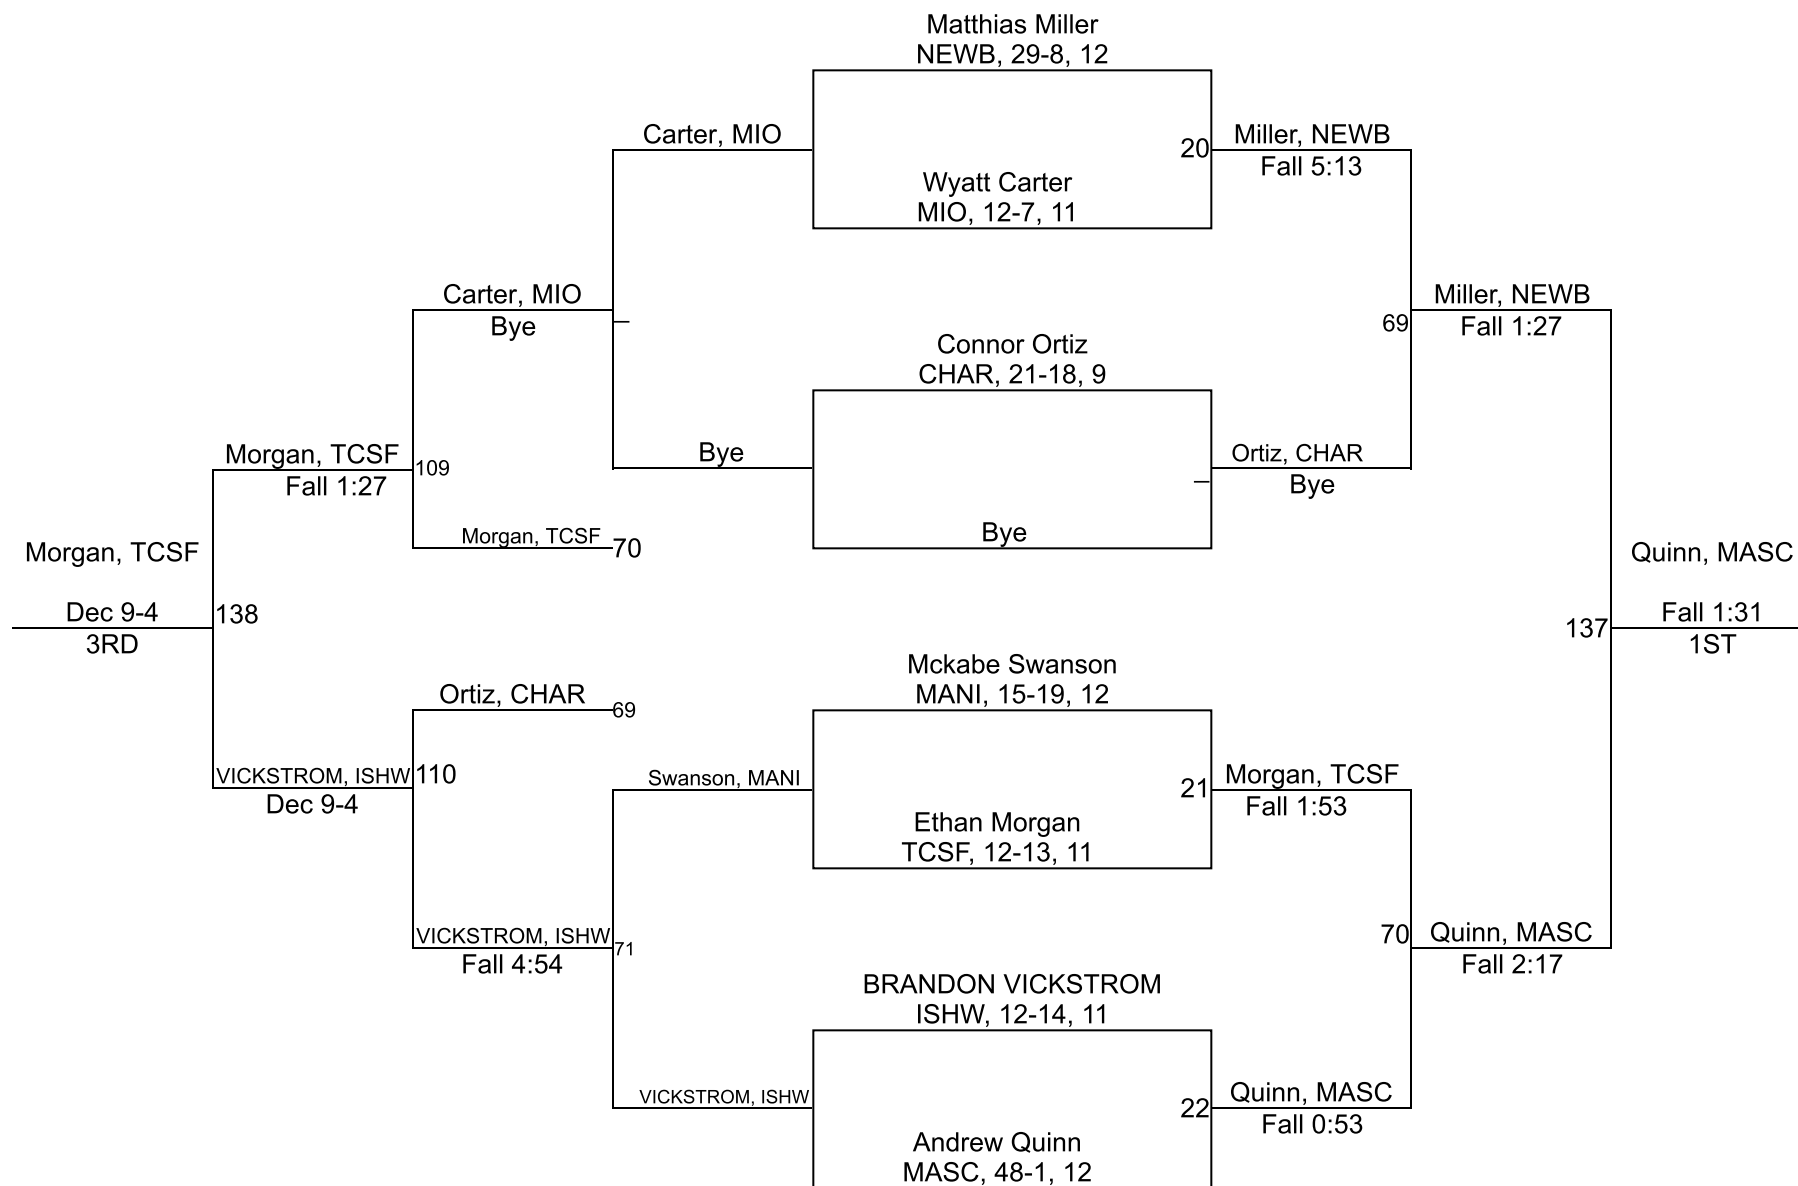 Matthias Miller
NEWB, 29-8, 12
Carter, MIO
20
Miller, NEWB
Fall 5:13
Wyatt Carter
MIO, 12-7, 11
Carter, MIO
Bye
Miller, NEWB
69
Fall 1:27
Connor Ortiz
CHAR, 21-18, 9
Morgan, TCSF
109
Fall 1:27
Bye
Ortiz, CHAR
Bye
Morgan, TCSF
70
Bye
Morgan, TCSF
Quinn, MASC
Dec 9-4
138
3RD
137
Fall 1:31
1ST
Mckabe Swanson
MANI, 15-19, 12
Ortiz, CHAR
69
VICKSTROM, ISHW
110
Dec 9-4
Swanson, MANI
21
Morgan, TCSF
Fall 1:53
Ethan Morgan
TCSF, 12-13, 11
VICKSTROM, ISHW
71
Fall 4:54
70
Quinn, MASC
Fall 2:17
BRANDON VICKSTROM
ISHW, 12-14, 11
VICKSTROM, ISHW
22
Quinn, MASC
Fall 0:53
Andrew Quinn
MASC, 48-1, 12